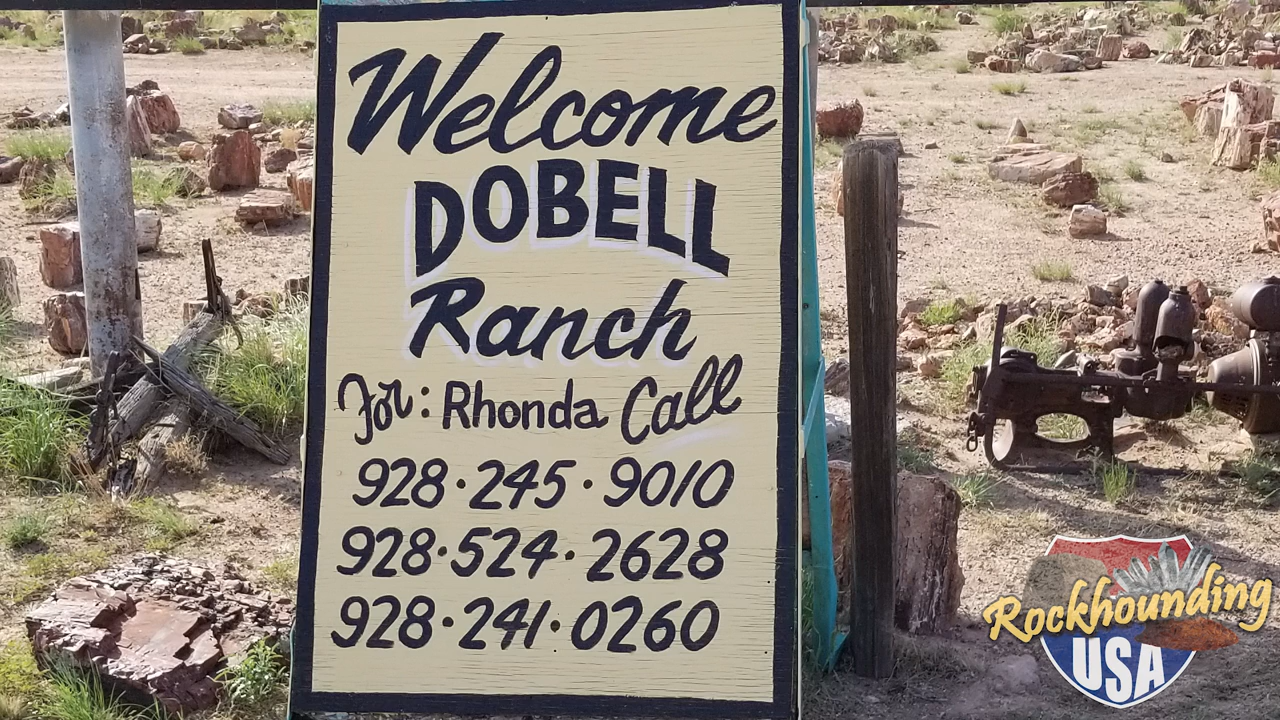 Welcome
DOBELL
Ranch
For: Rhonda Call
928·245·9010
928·524·2628
928·241·0260
Rockhounding
USA